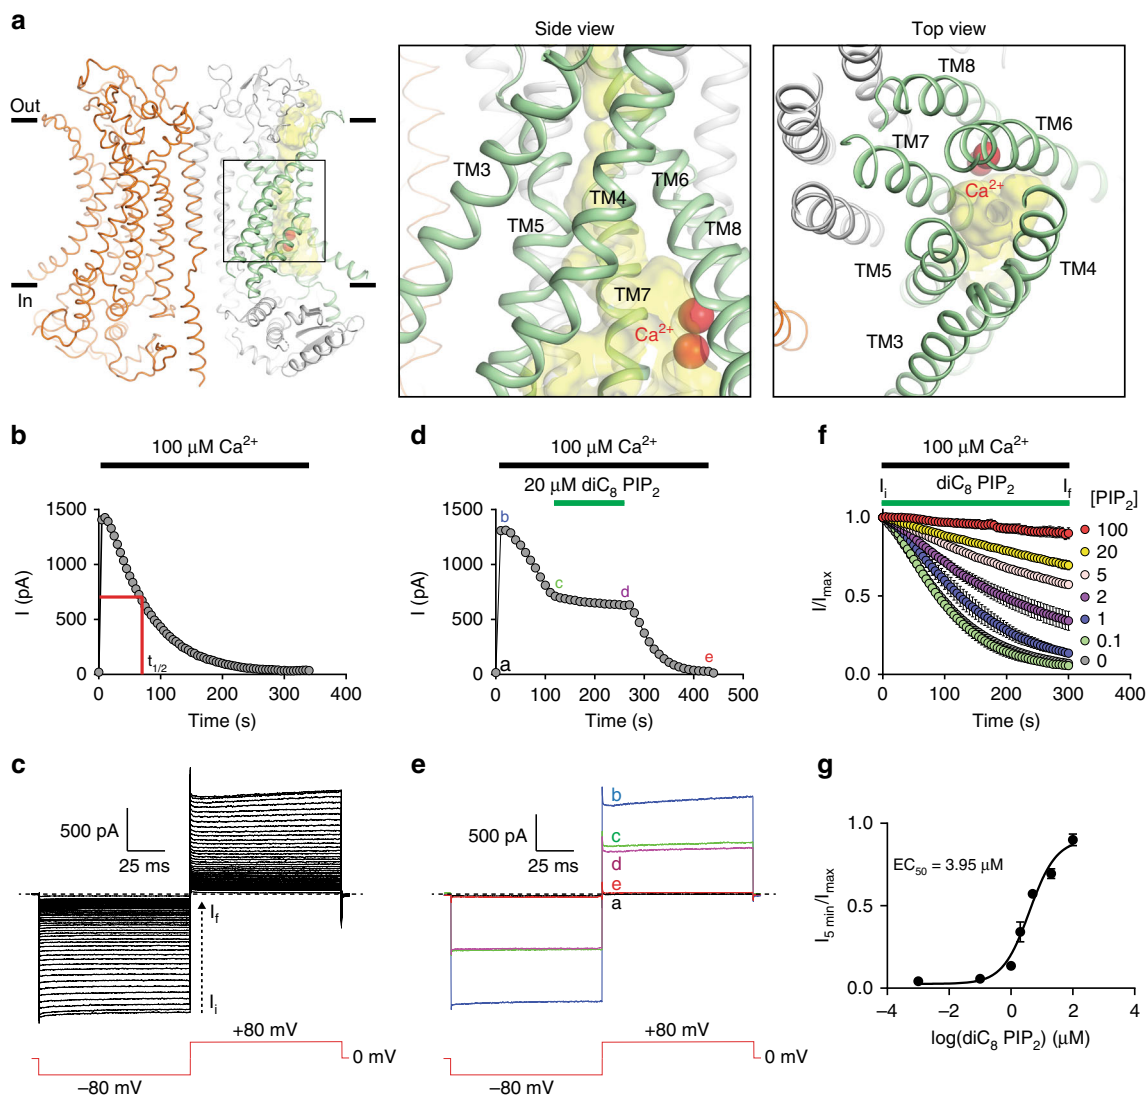 a
Out
In
Side view
TM3
TM4
TM6
TM5
TM8
TM7
Ca²⁺
Top view
TM8
TM6
TM7
Ca²⁺
TM5
TM4
TM3
b
100 µM Ca²⁺
I (pA)
1500
1000
500
0
t₁/₂
0 100 200 300 400
Time (s)
d
100 µM Ca²⁺
20 µM diC₈ PIP₂
I (pA)
1500
1000
500
0
b
c
d
a
e
0 100 200 300 400 500
Time (s)
f
100 µM Ca²⁺
Iᵢ diC₈ PIP₂ I_f
[PIP₂]
I/I_max
1.0
0.5
0.0
100
20
5
2
1
0.1
0
0 100 200 300 400
Time (s)
c
500 pA
25 ms
I_f
Iᵢ
+80 mV
0 mV
−80 mV
e
500 pA
25 ms
b
c
d
e
a
+80 mV
0 mV
−80 mV
g
I₅ ₘᵢₙ/I_max
1.0
0.5
0.0
EC₅₀ = 3.95 µM
−4 −2 0 2 4
log(diC₈ PIP₂) (µM)